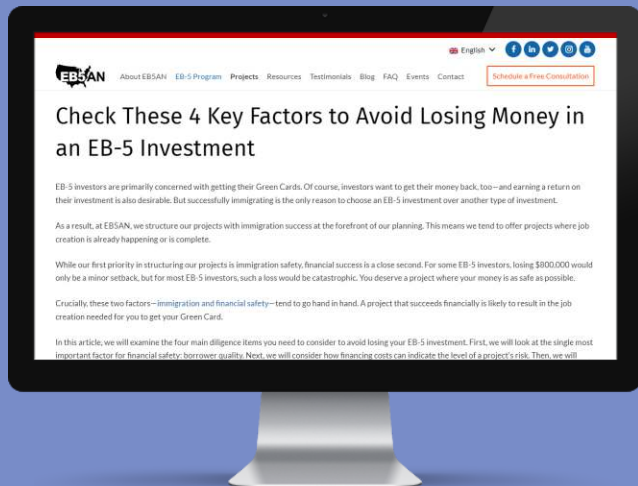 English
EB5AN
About EB5AN EB-5 Program Projects Resources Testimonials Blog FAQ Events Contact
Schedule a Free Consultation
Check These 4 Key Factors to Avoid Losing Money in
an EB-5 Investment
EB-5 investors are primarily concerned with getting their Green Cards. Of course, investors want to get their money back, too—and earning a return on
their investment is also desirable. But successfully immigrating is the only reason to choose an EB-5 investment over another type of investment.
As a result, at EB5AN, we structure our projects with immigration success at the forefront of our planning. This means we tend to offer projects where job
creation is already happening or is complete.
While our first priority in structuring our projects is immigration safety, financial success is a close second. For some EB-5 investors, losing $800,000 would
only be a minor setback, but for most EB-5 investors, such a loss would be catastrophic. You deserve a project where your money is as safe as possible.
Crucially, these two factors—immigration and financial safety—tend to go hand in hand. A project that succeeds financially is likely to result in the job
creation needed for you to get your Green Card.
In this article, we will examine the four main diligence items you need to consider to avoid losing your EB-5 investment. First, we will look at the single most
important factor for financial safety: borrower quality. Next, we will consider how financing costs can indicate the level of a project's risk. Then, we will